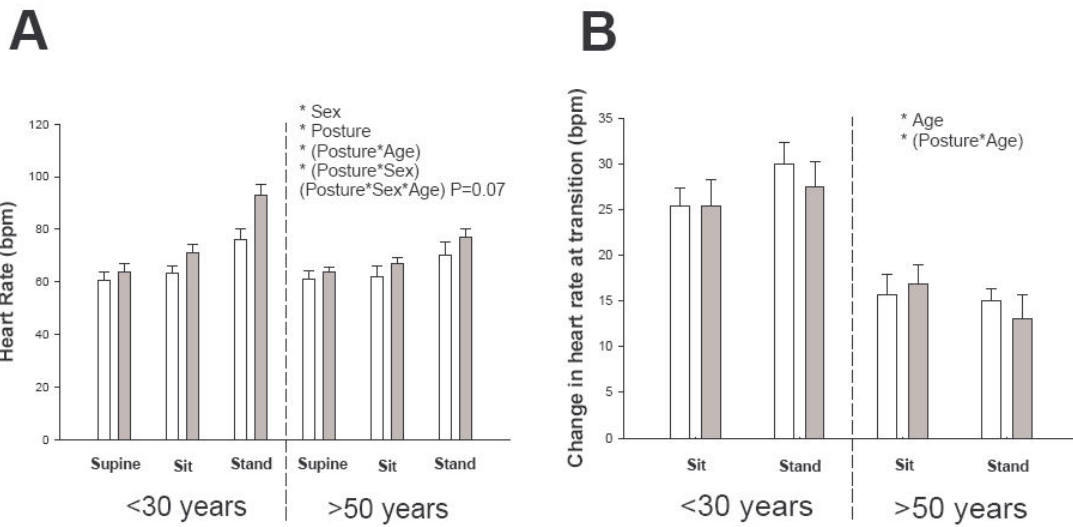 A
Heart Rate (bpm)
120
100
80
60
40
20
0
* Sex
* Posture
* (Posture*Age)
* (Posture*Sex)
(Posture*Sex*Age) P=0.07
Supine Sit Stand Supine Sit Stand
<30 years >50 years
B
Change in heart rate at transition (bpm)
35
30
25
20
15
10
5
0
* Age
* (Posture*Age)
Sit Stand Sit Stand
<30 years >50 years